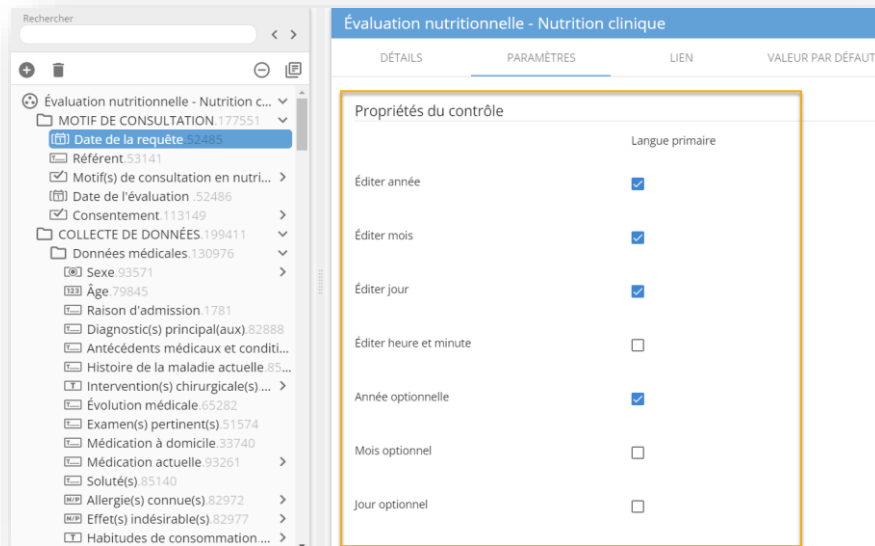 Rechercher
Évaluation nutritionnelle - Nutrition c...
MOTIF DE CONSULTATION.177551
Date de la requête.52485
Référent.53141
Motif(s) de consultation en nutri...
Date de l'évaluation .52486
Consentement.113149
COLLECTE DE DONNÉES.199411
Données médicales.130976
Sexe.93571
123 Âge.79845
Raison d'admission.1781
Diagnostic(s) principal(aux).82888
Antécédents médicaux et conditi...
Histoire de la maladie actuelle.85...
Intervention(s) chirurgicale(s)....
Évolution médicale.65282
Examen(s) pertinent(s).51574
Médication à domicile.33740
Médication actuelle.93261
Soluté(s).85140
N/P Allergie(s) connue(s).82972
N/P Effet(s) indésirable(s).82977
T Habitudes de consommation....
Évaluation nutritionnelle - Nutrition clinique
DÉTAILS PARAMÈTRES LIEN VALEUR PAR DÉFAUT
Propriétés du contrôle
Langue primaire
Éditer année
Éditer mois
Éditer jour
Éditer heure et minute
Année optionnelle
Mois optionnel
Jour optionnel